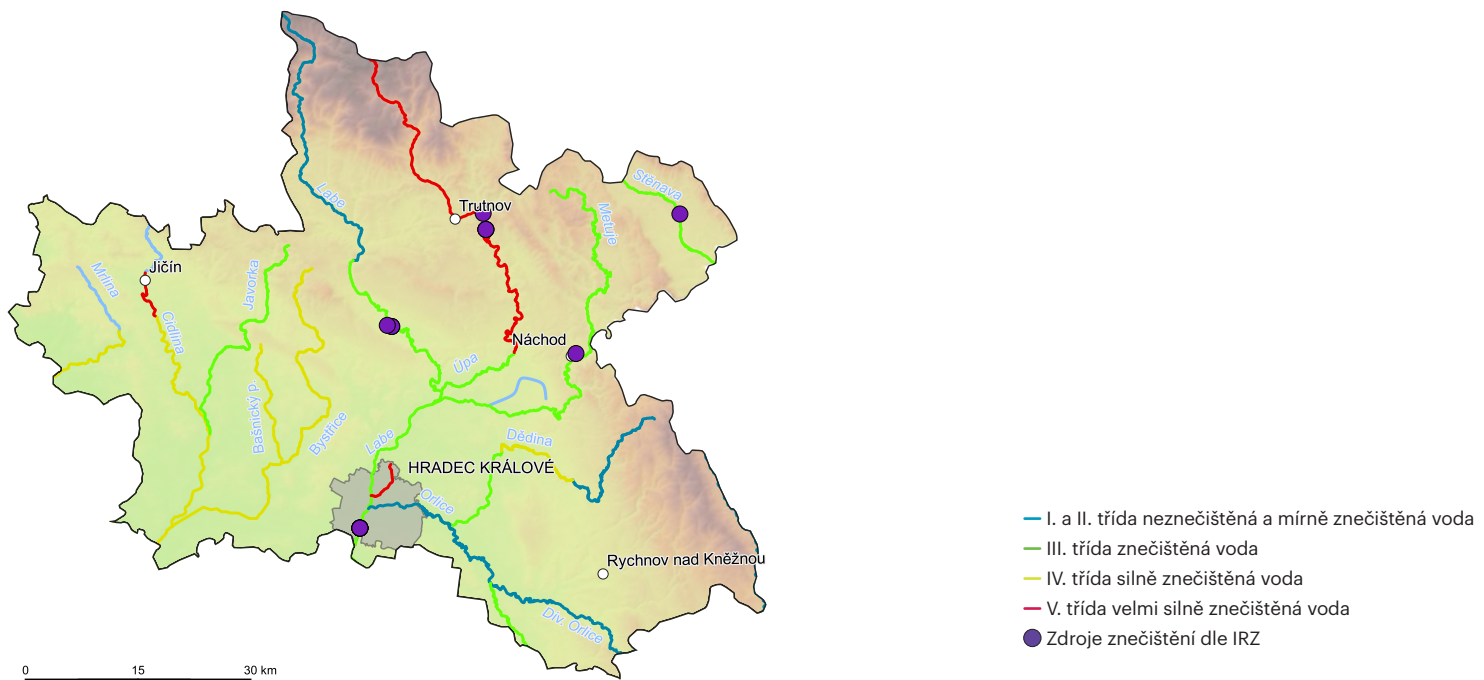 Labe
Trutnov
Stěnava
Metuje
Mrlina
Jičín
Cidlina
Javorka
Náchod
Úpa
Bašnický p
Bystřice
Labe
Dědina
HRADEC KRÁLOVÉ
Orlice
Rychnov nad Kněžnou
Div. Orlice
0 15 30 km
I. a II. třída neznečištěná a mírně znečištěná voda
III. třída znečištěná voda
IV. třída silně znečištěná voda
V. třída velmi silně znečištěná voda
Zdroje znečištění dle IRZ